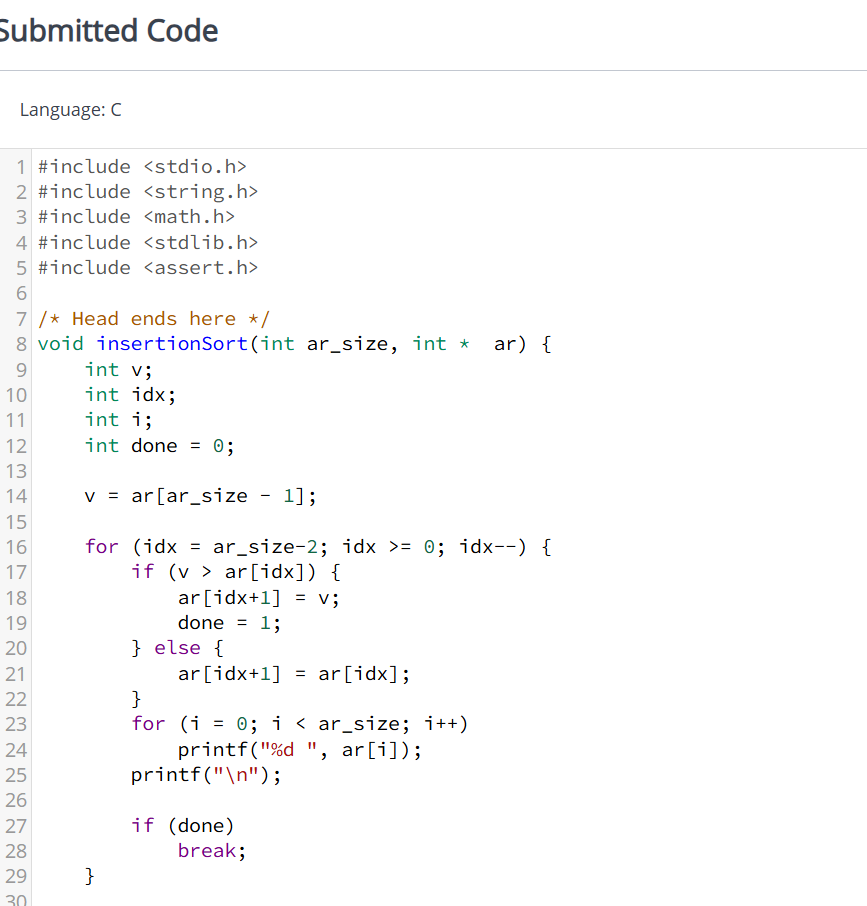 Submitted Code
Language: C
1 #include <stdio.h>
2 #include <string.h>
3 #include <math.h>
4 #include <stdlib.h>
5 #include <assert.h>
6
7 /* Head ends here */
8 void insertionSort(int ar_size, int *  ar) {
9     int v;
10     int idx;
11     int i;
12     int done = 0;
13
14     v = ar[ar_size - 1];
15
16     for (idx = ar_size-2; idx >= 0; idx--) {
17         if (v > ar[idx]) {
18             ar[idx+1] = v;
19             done = 1;
20         } else {
21             ar[idx+1] = ar[idx];
22         }
23         for (i = 0; i < ar_size; i++)
24             printf("%d ", ar[i]);
25         printf("\n");
26
27         if (done)
28             break;
29     }
30